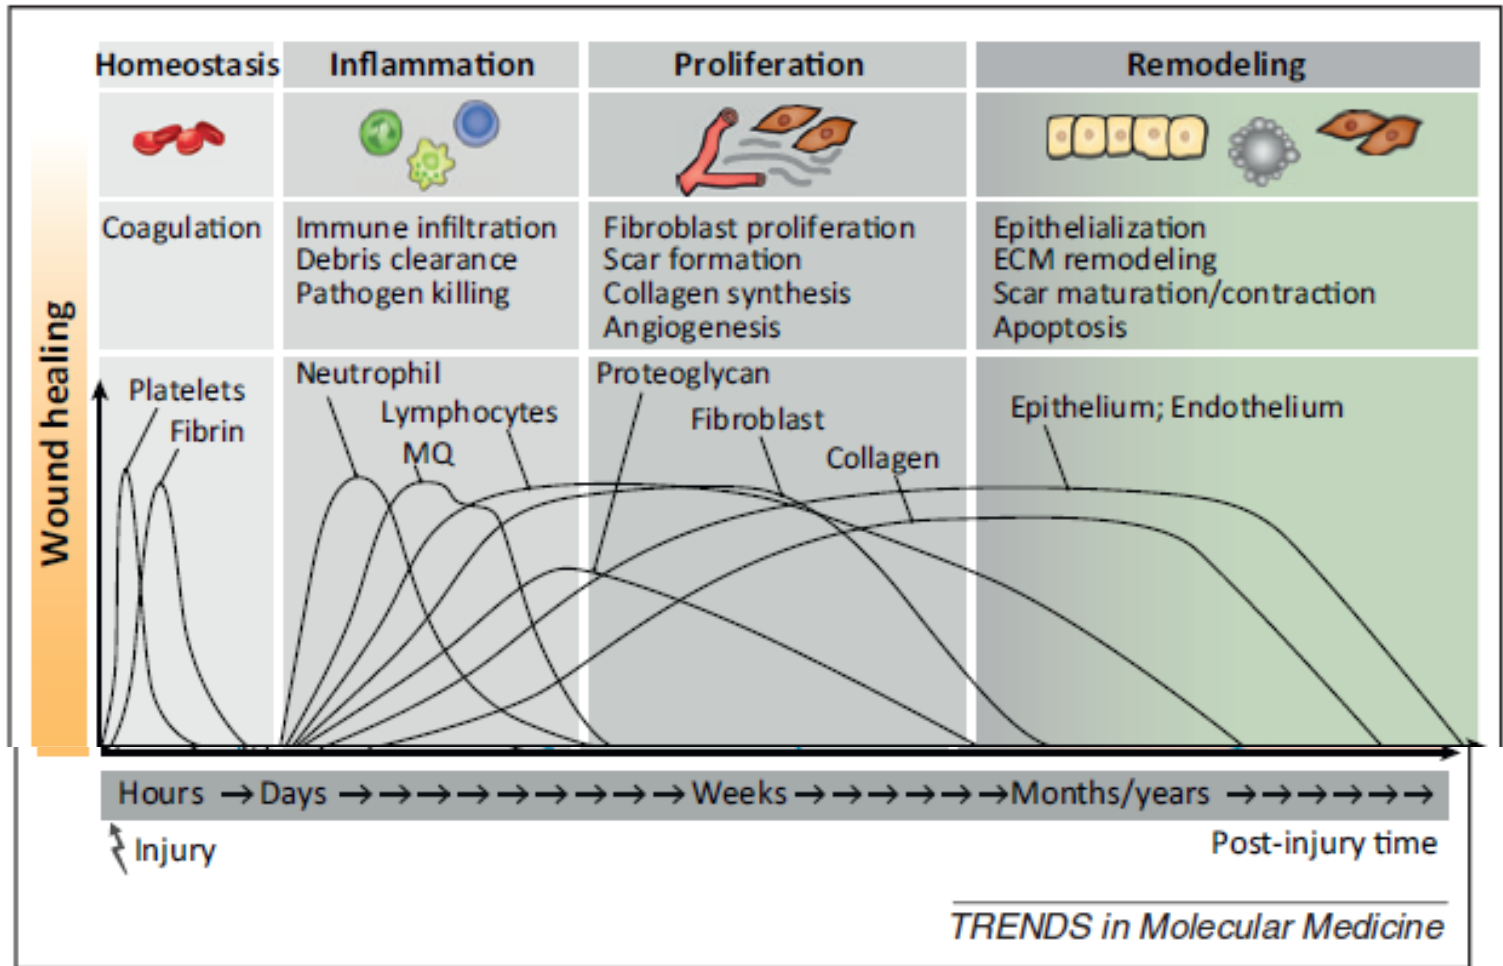 Homeostasis
Inflammation
Proliferation
Remodeling
Coagulation
Immune infiltration
Debris clearance
Pathogen killing
Fibroblast proliferation
Scar formation
Collagen synthesis
Angiogenesis
Epithelialization
ECM remodeling
Scar maturation/contraction
Apoptosis
Wound healing
Platelets
Fibrin
Neutrophil
Lymphocytes
MQ
Proteoglycan
Fibroblast
Collagen
Epithelium; Endothelium
Hours →Days →→→→→→→→→Weeks→→→→→→Months/years →→→→→→
Injury
Post-injury time
TRENDS in Molecular Medicine